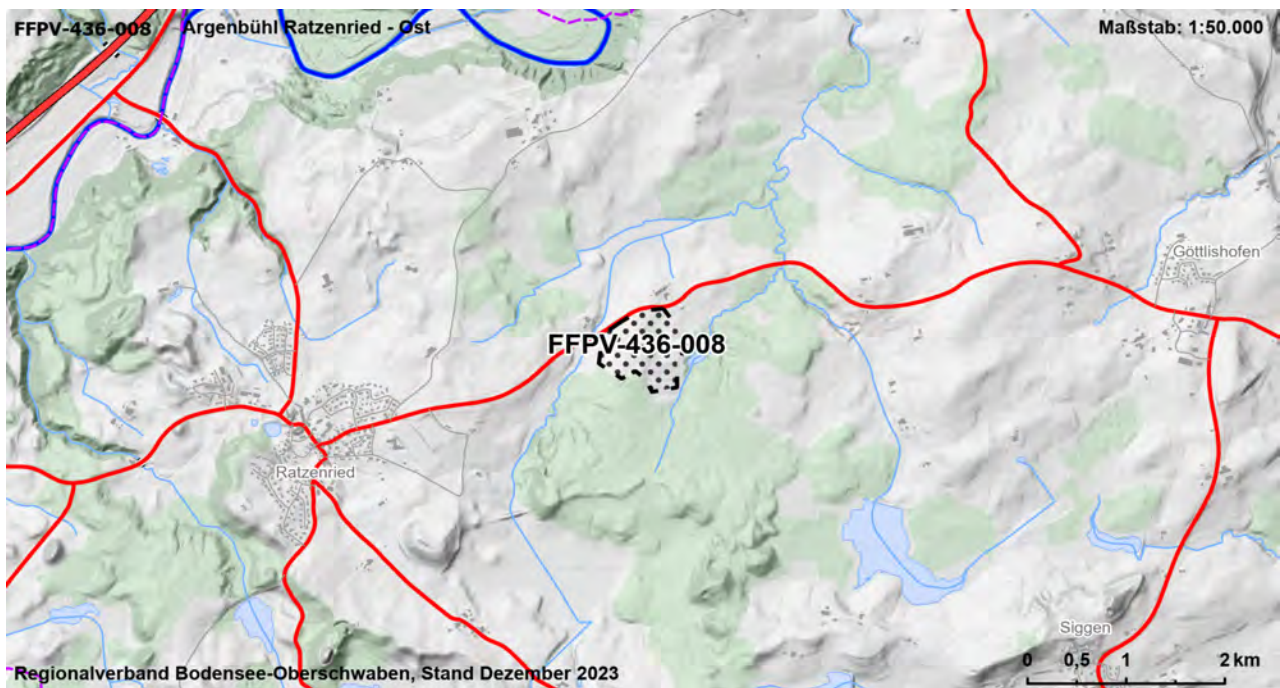 FFPV-436-008 Argenbühl Ratzenried - Ost Maßstab: 1:50.000
Göttlishofen
FFPV-436-008
Ratzenried
Siggen
0 0,5 1 2 km
Regionalverband Bodensee-Oberschwaben, Stand Dezember 2023